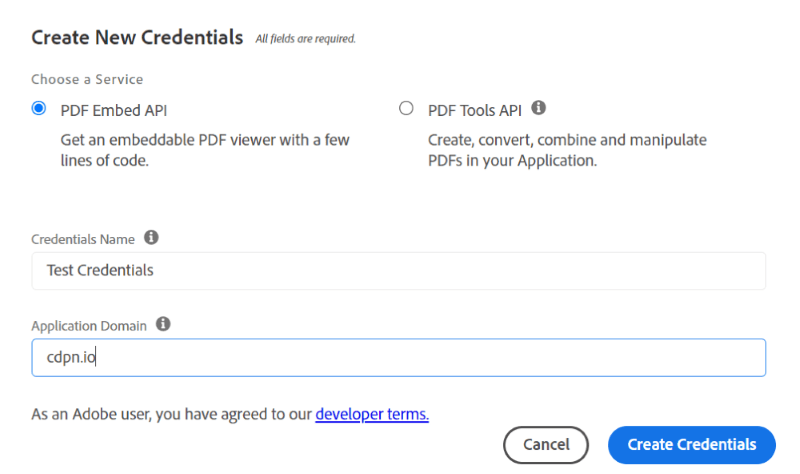 Create New Credentials All fields are required.
Choose a Service
PDF Embed API
Get an embeddable PDF viewer with a few
lines of code.
PDF Tools API
Create, convert, combine and manipulate
PDFs in your Application.
Credentials Name
Test Credentials
Application Domain
cdpn.io
As an Adobe user, you have agreed to our developer terms.
Cancel
Create Credentials